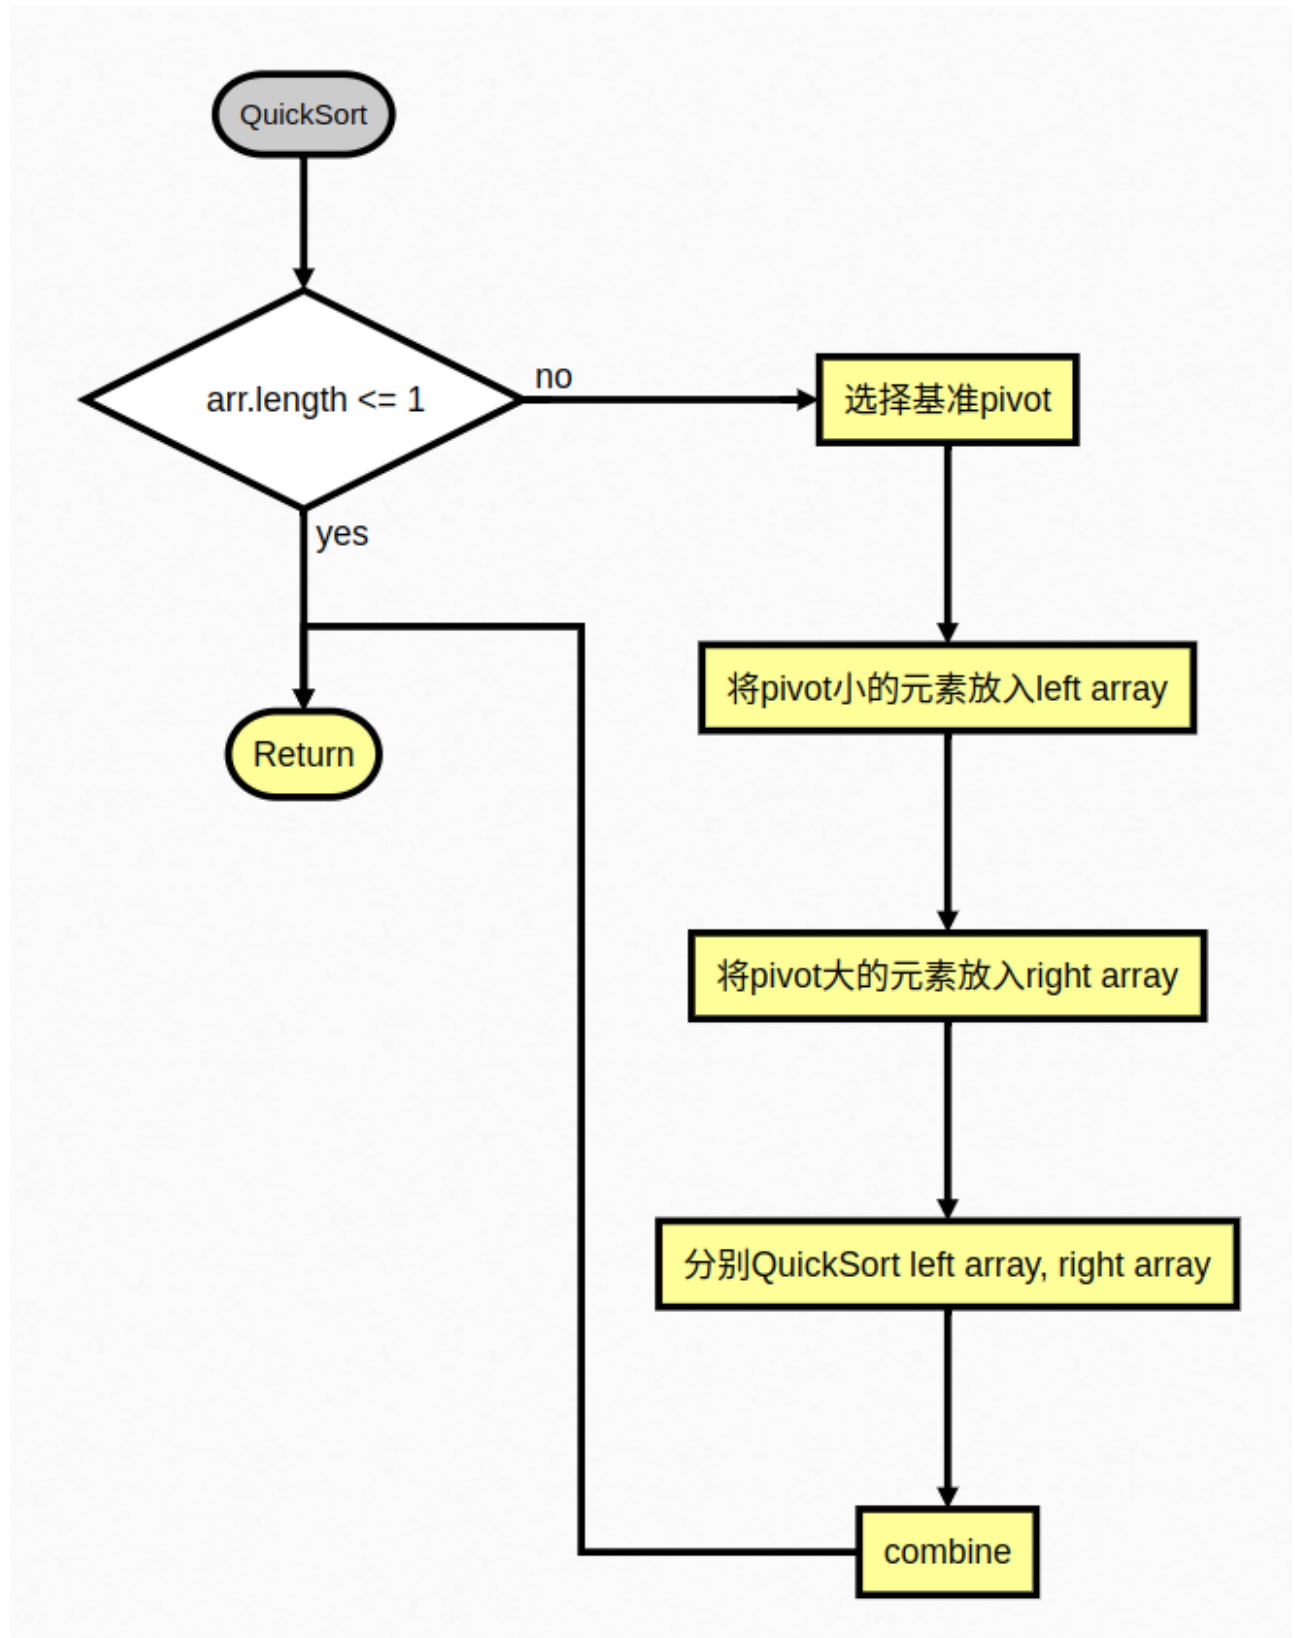 QuickSort
arr.length <= 1
no
选择基准pivot
yes
将pivot小的元素放入left array
Return
将pivot大的元素放入right array
分别QuickSort left array, right array
combine